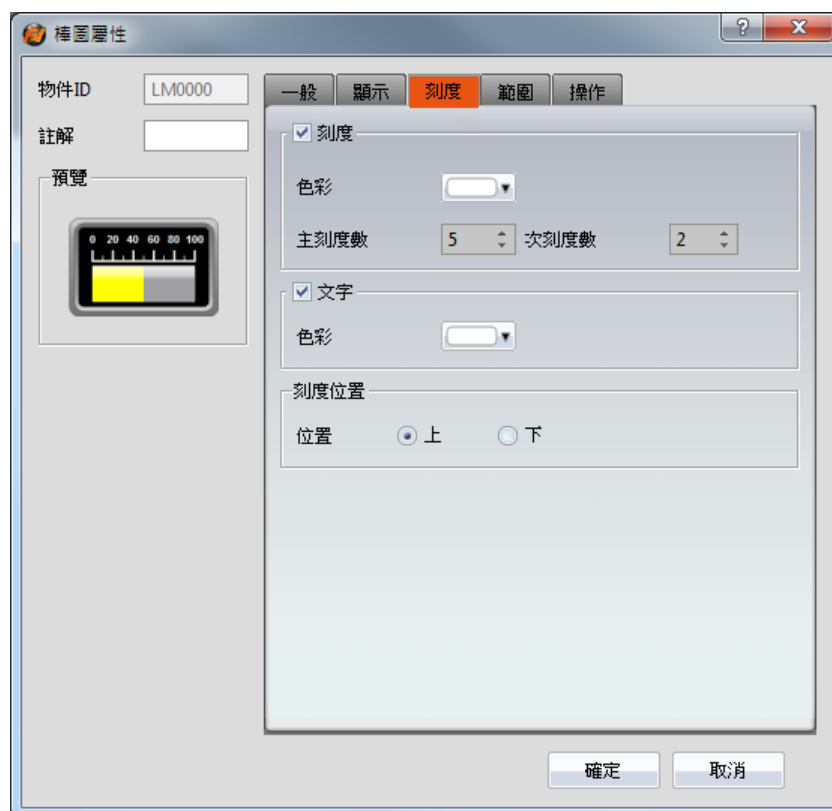 棒圖屬性
物件ID LM0000
註解
預覽
0 20 40 60 80 100
一般 顯示 刻度 範圍 操作
刻度
色彩
主刻度數 5 次刻度數 2
文字
色彩
刻度位置
位置 上 下
確定 取消